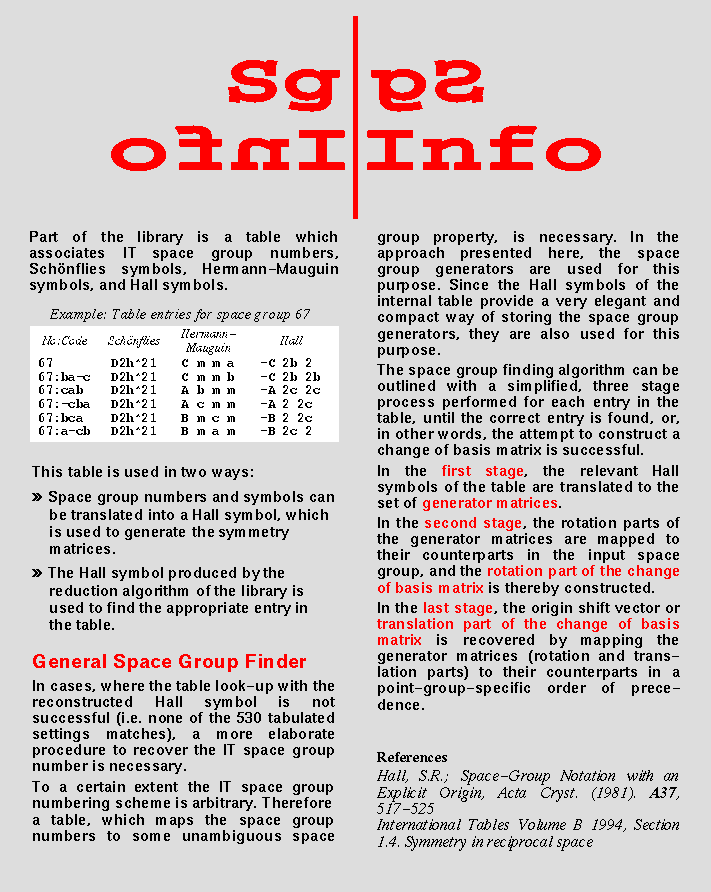 Sg Sg
Info Info
Part of the library is a table which
associates IT space group numbers,
Schönflies symbols, Hermann-Mauguin
symbols, and Hall symbols.
Example: Table entries for space group 67
No:Code Schönflies Hermann-Mauguin Hall
67 D2h^21 C m m a -C 2b 2
67:ba-c D2h^21 C m m b -C 2b 2b
67:cab D2h^21 A b m m -A 2c 2c
67:-cba D2h^21 A c m m -A 2 2c
67:bca D2h^21 B m c m -B 2 2c
67:a-cb D2h^21 B m a m -B 2c 2
This table is used in two ways:
» Space group numbers and symbols can
be translated into a Hall symbol, which
is used to generate the symmetry
matrices.
» The Hall symbol produced by the
reduction algorithm of the library is
used to find the appropriate entry in
the table.
General Space Group Finder
In cases, where the table look-up with the
reconstructed Hall symbol is not
successful (i.e. none of the 530 tabulated
settings matches), a more elaborate
procedure to recover the IT space group
number is necessary.
To a certain extent the IT space group
numbering scheme is arbitrary. Therefore
a table, which maps the space group
numbers to some unambiguous space
group property, is necessary. In the
approach presented here, the space
group generators are used for this
purpose. Since the Hall symbols of the
internal table provide a very elegant and
compact way of storing the space group
generators, they are also used for this
purpose.
The space group finding algorithm can be
outlined with a simplified, three stage
process performed for each entry in the
table, until the correct entry is found, or,
in other words, the attempt to construct a
change of basis matrix is successful.
In the first stage, the relevant Hall
symbols of the table are translated to the
set of generator matrices.
In the second stage, the rotation parts of
the generator matrices are mapped to
their counterparts in the input space
group, and the rotation part of the change
of basis matrix is thereby constructed.
In the last stage, the origin shift vector or
translation part of the change of basis
matrix is recovered by mapping the
generator matrices (rotation and trans-
lation parts) to their counterparts in a
point-group-specific order of prece-
dence.
References
Hall, S.R.; Space-Group Notation with an
Explicit Origin, Acta Cryst. (1981). A37,
517-525
International Tables Volume B 1994, Section
1.4. Symmetry in reciprocal space